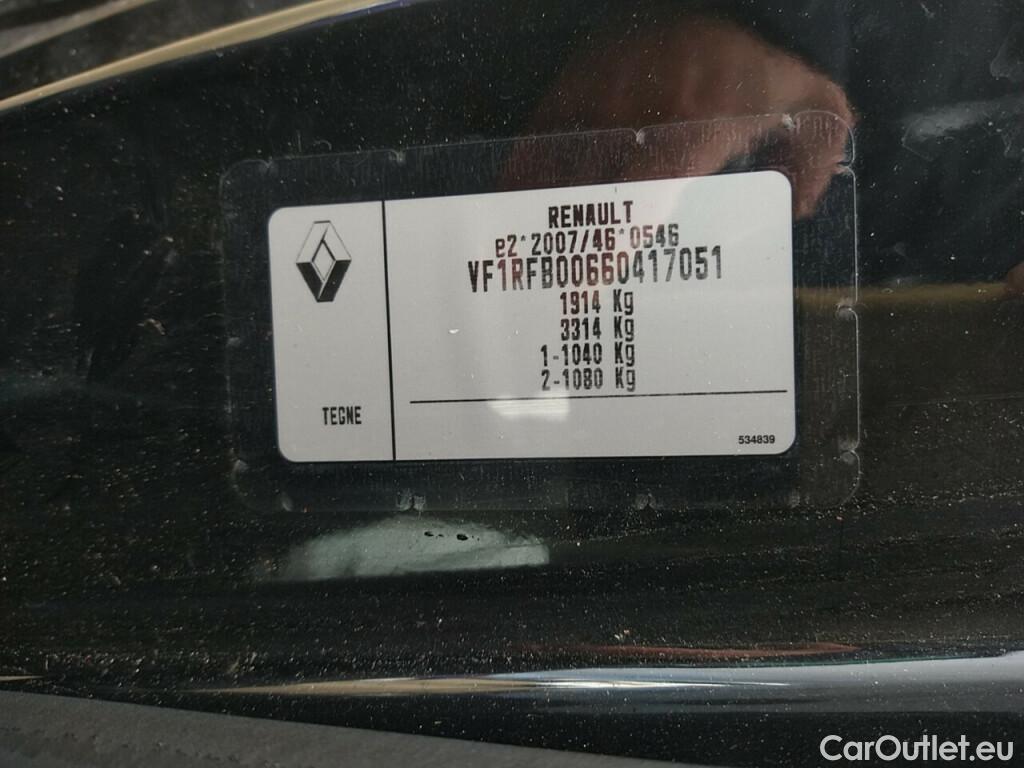 RENAULT
e2*2007/46*0546
VF1RFB00660417051
1914 Kg
3314 Kg
1-1040 Kg
2-1080 Kg
TEGNE
534839
CarOutlet.eu